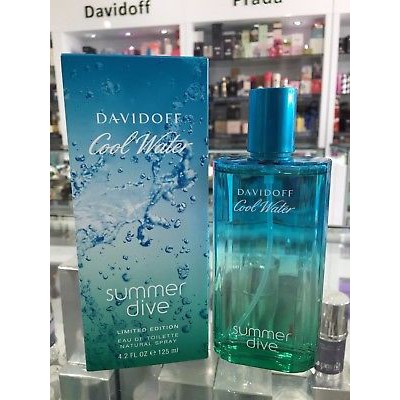 Davidoff
Prada
DAVIDOFF
Cool Water
summer
dive
LIMITED EDITION
EAU DE TOILETTE
NATURAL SPRAY
4.2 FL OZ e 125 ml
DAVIDOFF
Cool Water
summer
dive